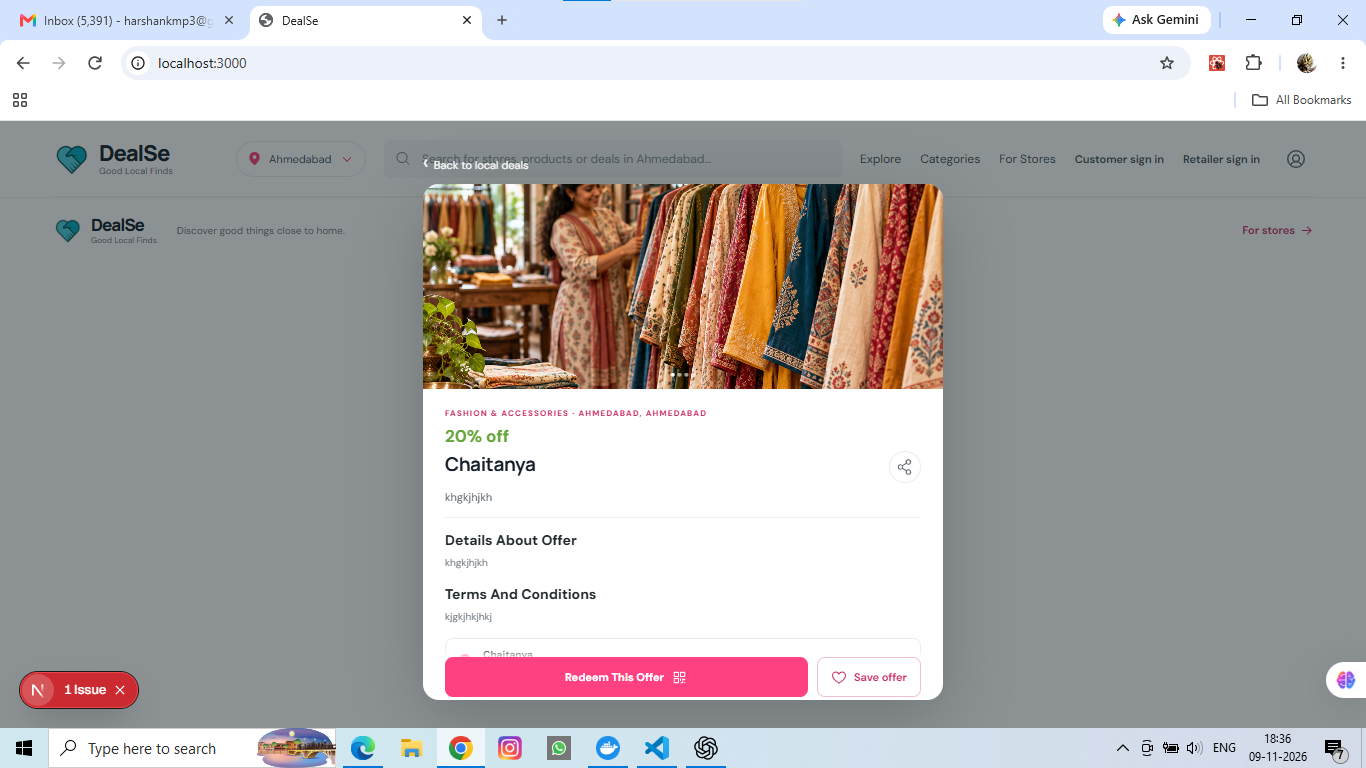 Inbox (5,391) - harshankmp3@g
DealSe
Ask Gemini
localhost:3000
All Bookmarks
DealSe
Good Local Finds
Ahmedabad
Search for stores, products or deals in Ahmedabad...
Explore
Categories
For Stores
Customer sign in
Retailer sign in
Back to local deals
DealSe
Good Local Finds
Discover good things close to home.
For stores
FASHION & ACCESSORIES · AHMEDABAD, AHMEDABAD
20% off
Chaitanya
khgkjhjkh
Details About Offer
khgkjhjkh
Terms And Conditions
kjgkjhkjhkj
Chaitanya
Redeem This Offer
Save offer
N
1 Issue
Type here to search
ENG
18:36
09-11-2026
7